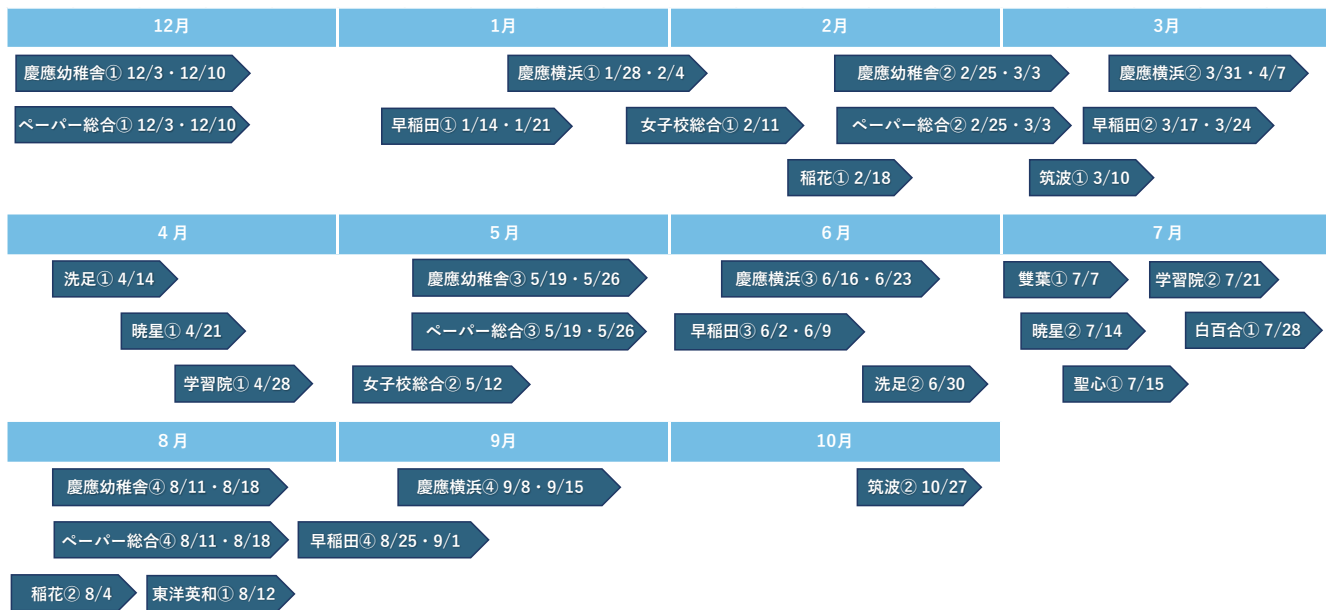 12月
1月
2月
3月
慶應幼稚舎① 12/3・12/10
慶應横浜① 1/28・2/4
慶應幼稚舎② 2/25・3/3
慶應横浜② 3/31・4/7
ペーパー総合① 12/3・12/10
早稲田① 1/14・1/21
女子校総合① 2/11
ペーパー総合② 2/25・3/3
早稲田② 3/17・3/24
稲花① 2/18
筑波① 3/10
4月
5月
6月
7月
洗足① 4/14
慶應幼稚舎③ 5/19・5/26
慶應横浜③ 6/16・6/23
雙葉① 7/7
学習院② 7/21
暁星① 4/21
ペーパー総合③ 5/19・5/26
早稲田③ 6/2・6/9
暁星② 7/14
白百合① 7/28
学習院① 4/28
女子校総合② 5/12
洗足② 6/30
聖心① 7/15
8月
9月
10月
慶應幼稚舎④ 8/11・8/18
慶應横浜④ 9/8・9/15
筑波② 10/27
ペーパー総合④ 8/11・8/18
早稲田④ 8/25・9/1
稲花② 8/4
東洋英和① 8/12